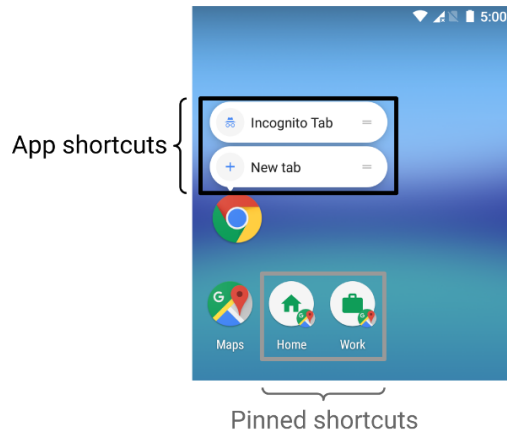 5:00
Incognito Tab
App shortcuts
New tab
G
Maps
Home
Work
Pinned shortcuts